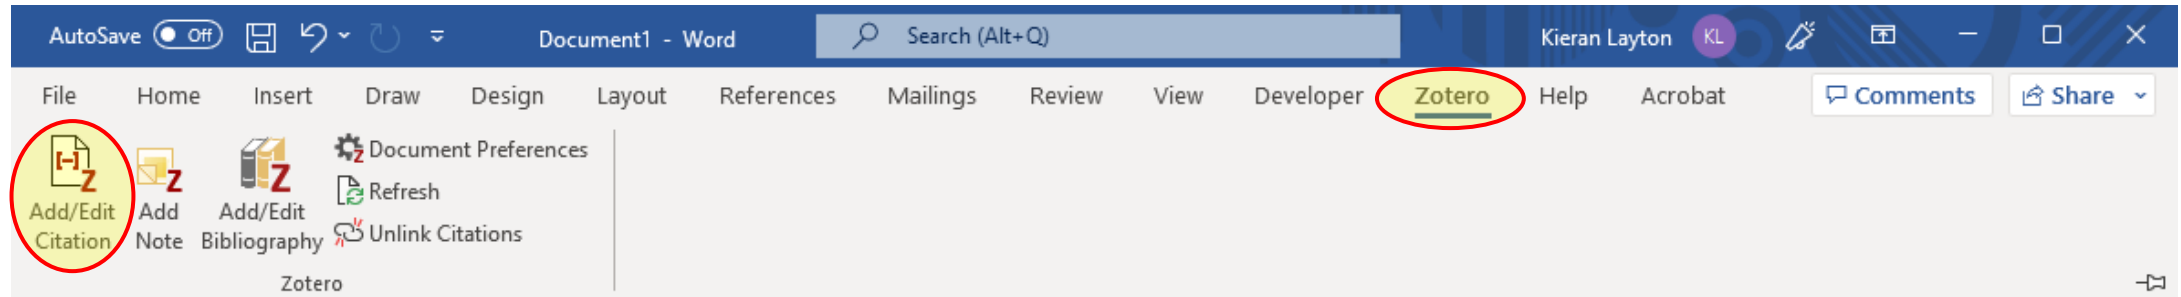 AutoSave Off Document1 - Word Search (Alt+Q) Kieran Layton KL
File Home Insert Draw Design Layout References Mailings Review View Developer Zotero Help Acrobat Comments Share
Add/Edit Citation
Add Note
Add/Edit Bibliography
Document Preferences
Refresh
Unlink Citations
Zotero